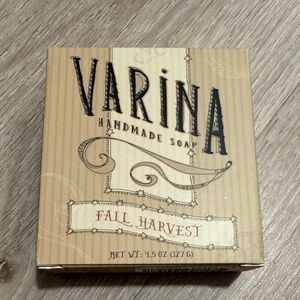 VARiNA
HANDMADE SOAP
FALL HARVEST
NET WT: 4.5 OZ (127 G)